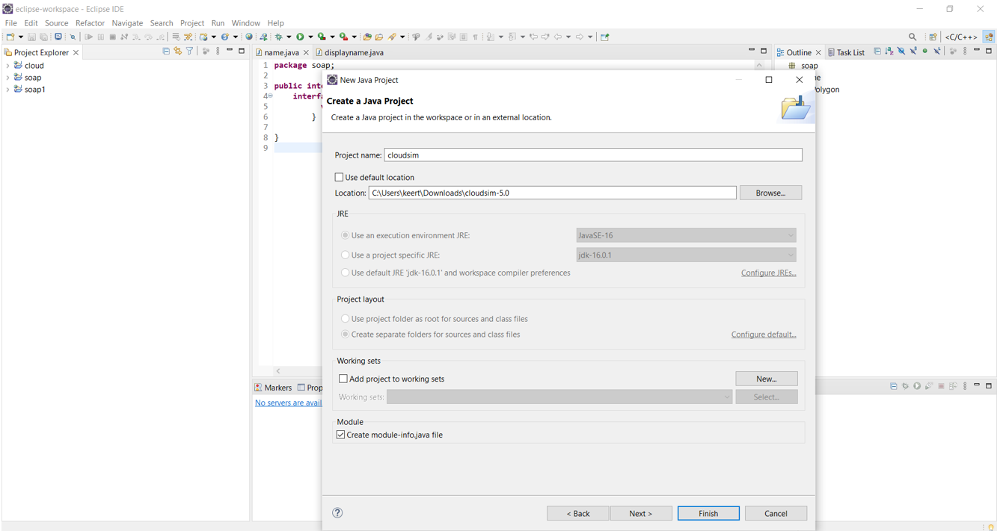 eclipse-workspace - Eclipse IDE
File Edit Source Refactor Navigate Search Project Run Window Help
<C/C++>
Project Explorer
cloud
soap
soap1
name.java
displayname.java
1 package soap;
2
3 public inte
4 interfa
5
6 }
7
8 }
9
Outline
Task List
soap
ne
olygon
New Java Project
Create a Java Project
Create a Java project in the workspace or in an external location.
Project name: cloudsim
Use default location
Location: C:\Users\keert\Downloads\cloudsim-5.0 Browse...
JRE
Use an execution environment JRE: JavaSE-16
Use a project specific JRE: jdk-16.0.1
Use default JRE 'jdk-16.0.1' and workspace compiler preferences Configure JREs...
Project layout
Use project folder as root for sources and class files
Create separate folders for sources and class files Configure default...
Working sets
Add project to working sets New...
Working sets: Select...
Module
Create module-info.java file
< Back Next > Finish Cancel
Markers Prop
No servers are avail